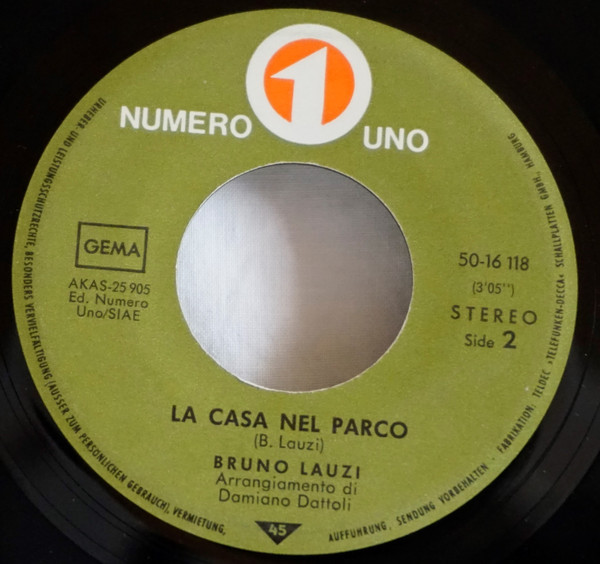 1
NUMERO UNO
GEMA
AKAS-25 905
Ed. Numero
Uno/SIAE
50-16 118
(3'05'')
STEREO
Side 2
LA CASA NEL PARCO
(B. Lauzi)
BRUNO LAUZI
Arrangiamento di
Damiano Dattoli
45
URHEBER- UND LEISTUNGSSCHUTZRECHTE, BESONDERS VERVIELFÄLTIGUNG (AUSSER ZUM PERSÖNLICHEN GEBRAUCH), VERMIETUNG, AUFFÜHRUNG, SENDUNG VORBEHALTEN · FABRIKATION: TELDEC »TELEFUNKEN-DECCA« SCHALLPLATTEN GMBH, HAMBURG